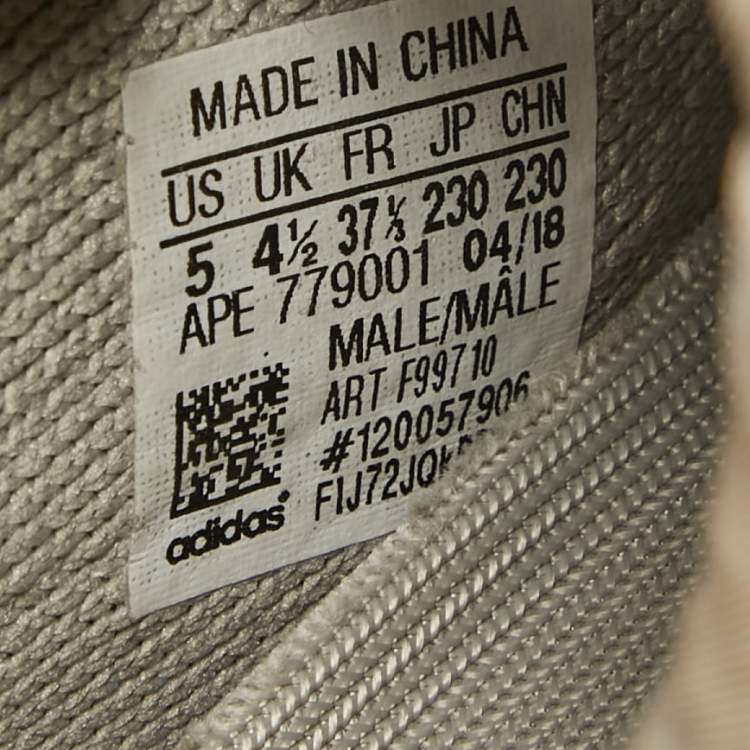 MADE IN CHINA
US UK FR JP CHN
5 4½ 37⅓ 230 230
APE 779001 04/18
MALE/MÂLE
ART F99710
#120057906
adidas